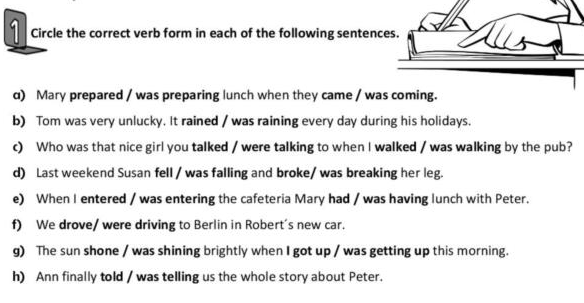 1 Circle the correct verb form in each of the following sentences.
a) Mary prepared / was preparing lunch when they came / was coming.
b) Tom was very unlucky. It rained / was raining every day during his holidays.
c) Who was that nice girl you talked / were talking to when I walked / was walking by the pub?
d) Last weekend Susan fell / was falling and broke/ was breaking her leg.
e) When I entered / was entering the cafeteria Mary had / was having lunch with Peter.
f) We drove/ were driving to Berlin in Robert´s new car.
g) The sun shone / was shining brightly when I got up / was getting up this morning.
h) Ann finally told / was telling us the whole story about Peter.